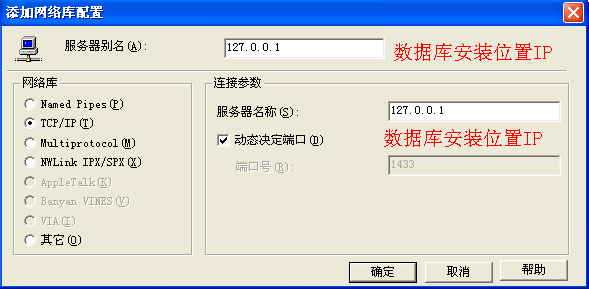 添加网络库配置
服务器别名(A): 127.0.0.1 数据库安装位置IP
网络库
Named Pipes(P)
TCP/IP(T)
Multiprotocol(M)
NWLink IPX/SPX(X)
AppleTalk(K)
Banyan VINES(V)
VIA(I)
其它(O)
连接参数
服务器名称(S): 127.0.0.1
动态决定端口(D) 数据库安装位置IP
端口号(R): 1433
确定 取消 帮助